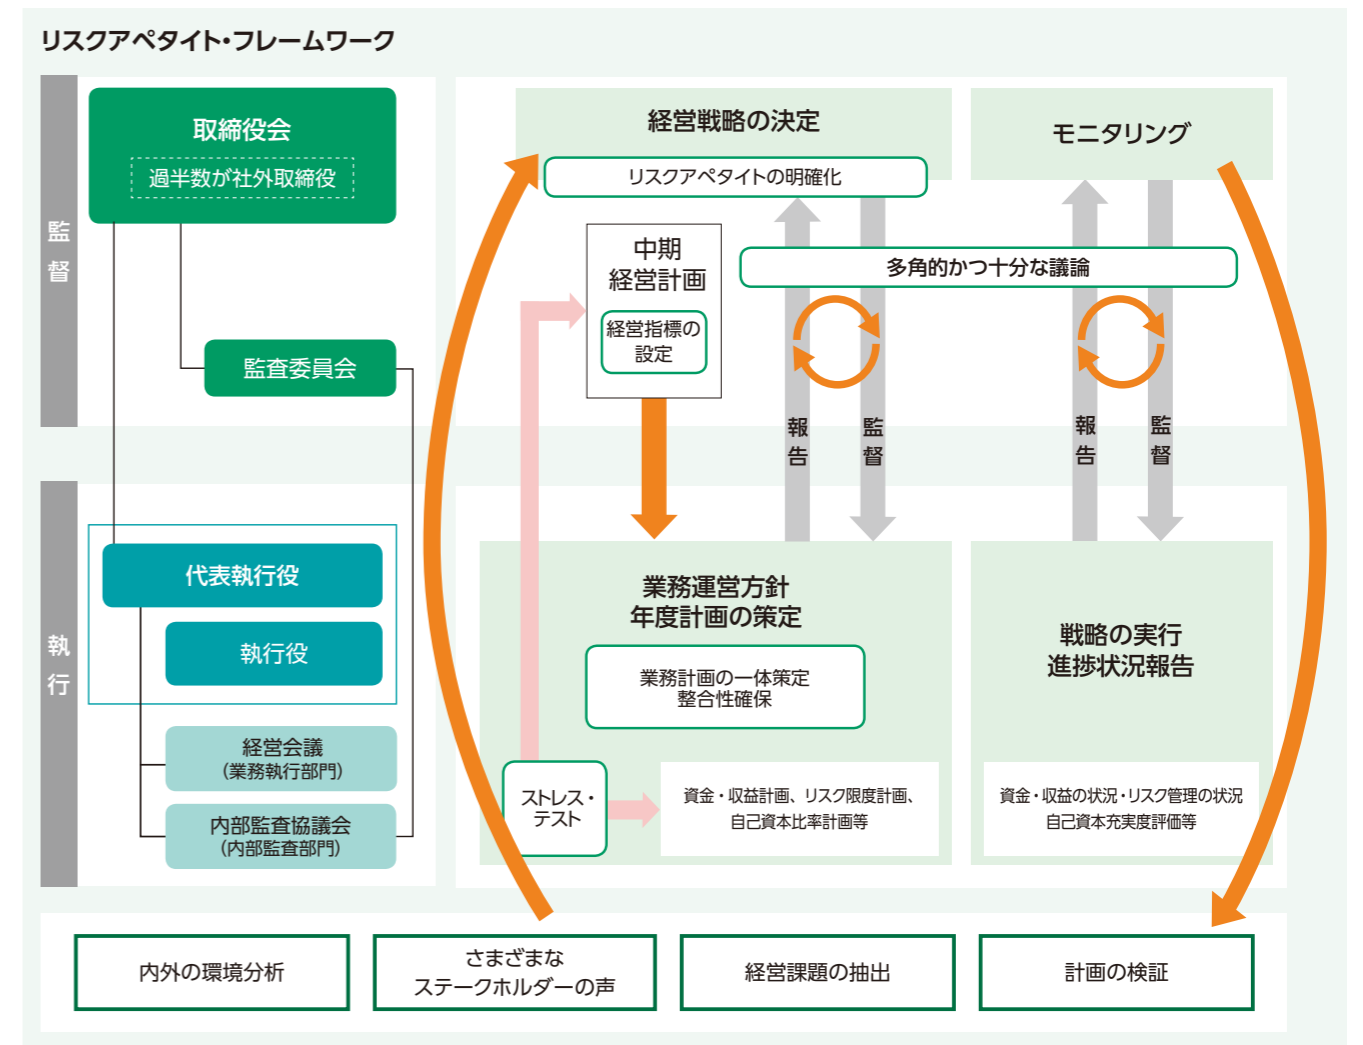 リスクアペタイト・フレームワーク
監督
取締役会
過半数が社外取締役
監査委員会
経営戦略の決定
リスクアペタイトの明確化
モニタリング
中期
経営計画
経営指標の
設定
多角的かつ十分な議論
報告
監督
報告
監督
執行
代表執行役
執行役
経営会議
(業務執行部門)
内部監査協議会
(内部監査部門)
業務運営方針
年度計画の策定
業務計画の一体策定
整合性確保
ストレス・
テスト
資金・収益計画、リスク限度計画、
自己資本比率計画等
戦略の実行
進捗状況報告
資金・収益の状況・リスク管理の状況
自己資本充実度評価等
内外の環境分析
さまざまな
ステークホルダーの声
経営課題の抽出
計画の検証